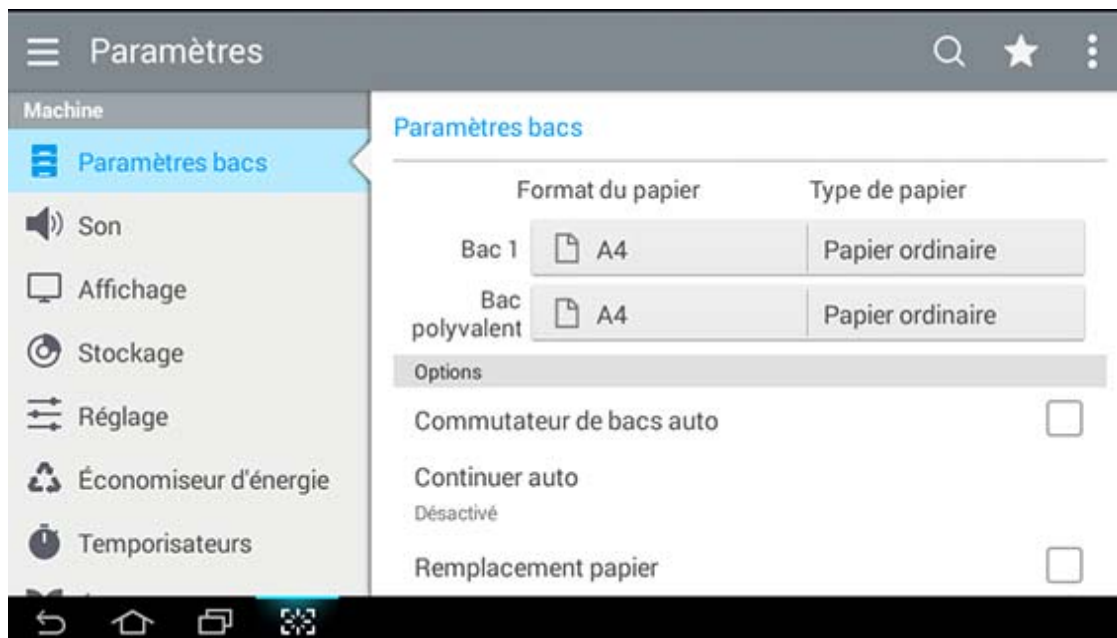 Paramètres
Machine
Paramètres bacs
Son
Affichage
Stockage
Réglage
Économiseur d'énergie
Temporisateurs
Paramètres bacs
Format du papier Type de papier
Bac 1 A4 Papier ordinaire
Bac polyvalent A4 Papier ordinaire
Options
Commutateur de bacs auto
Continuer auto
Désactivé
Remplacement papier